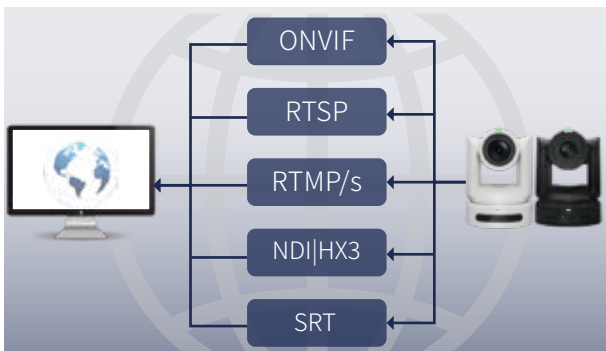 ONVIF
RTSP
RTMP/s
NDI|HX3
SRT